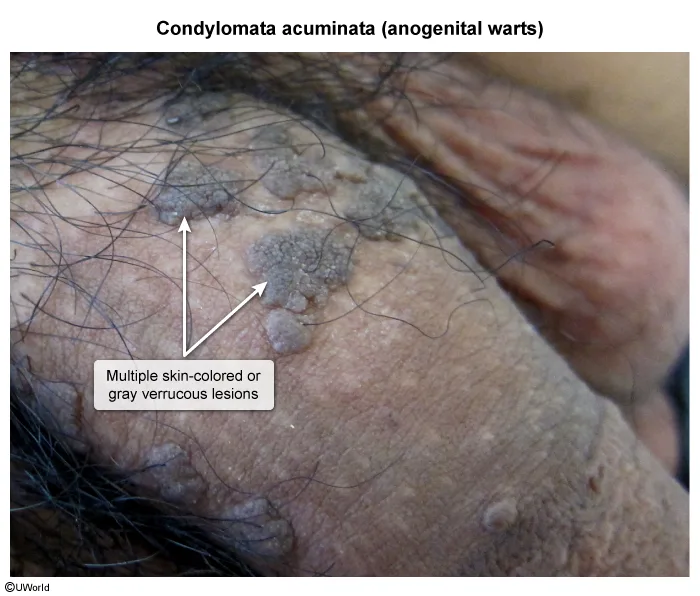 Condylomata acuminata (anogenital warts)
Multiple skin-colored or
gray verrucous lesions
©UWorld